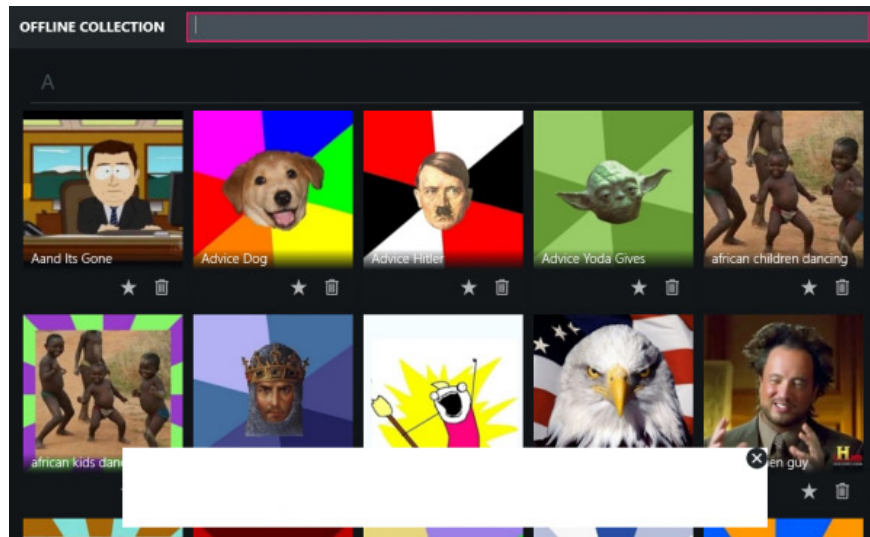 OFFLINE COLLECTION
A
Aand Its Gone
Advice Dog
Advice Hitler
Advice Yoda Gives
african children dancing
african kids dan
en guy
H